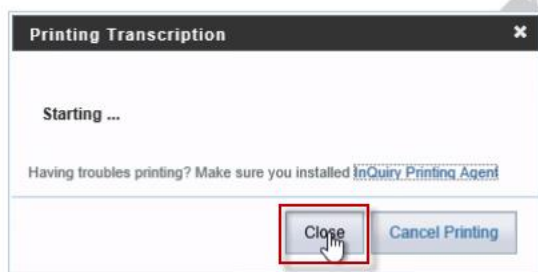 Printing Transcription
Starting ...
Having troubles printing? Make sure you installed InQuiry Printing Agent
Close Cancel Printing